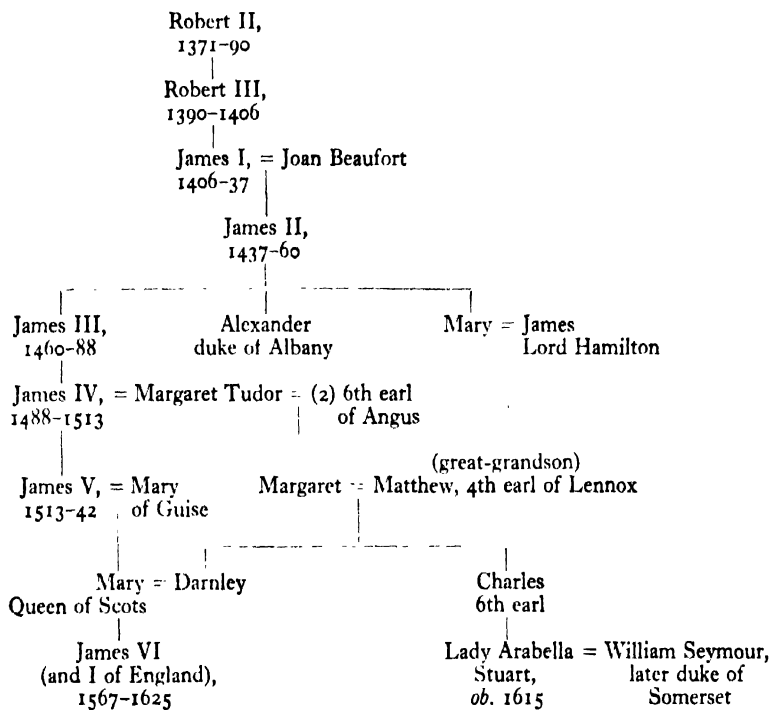 Robert II,
1371-90
Robert III,
1390-1406
James I, = Joan Beaufort
1406-37
James II,
1437-60
James III,
1460-88
Alexander
duke of Albany
Mary = James
Lord Hamilton
James IV, = Margaret Tudor = (2) 6th earl
1488-1513
of Angus
James V, = Mary
1513-42 of Guise
(great-grandson)
Margaret = Matthew, 4th earl of Lennox
Mary = Darnley
Queen of Scots
Charles
6th earl
James VI
(and I of England),
1567-1625
Lady Arabella = William Seymour,
Stuart, later duke of
ob. 1615 Somerset